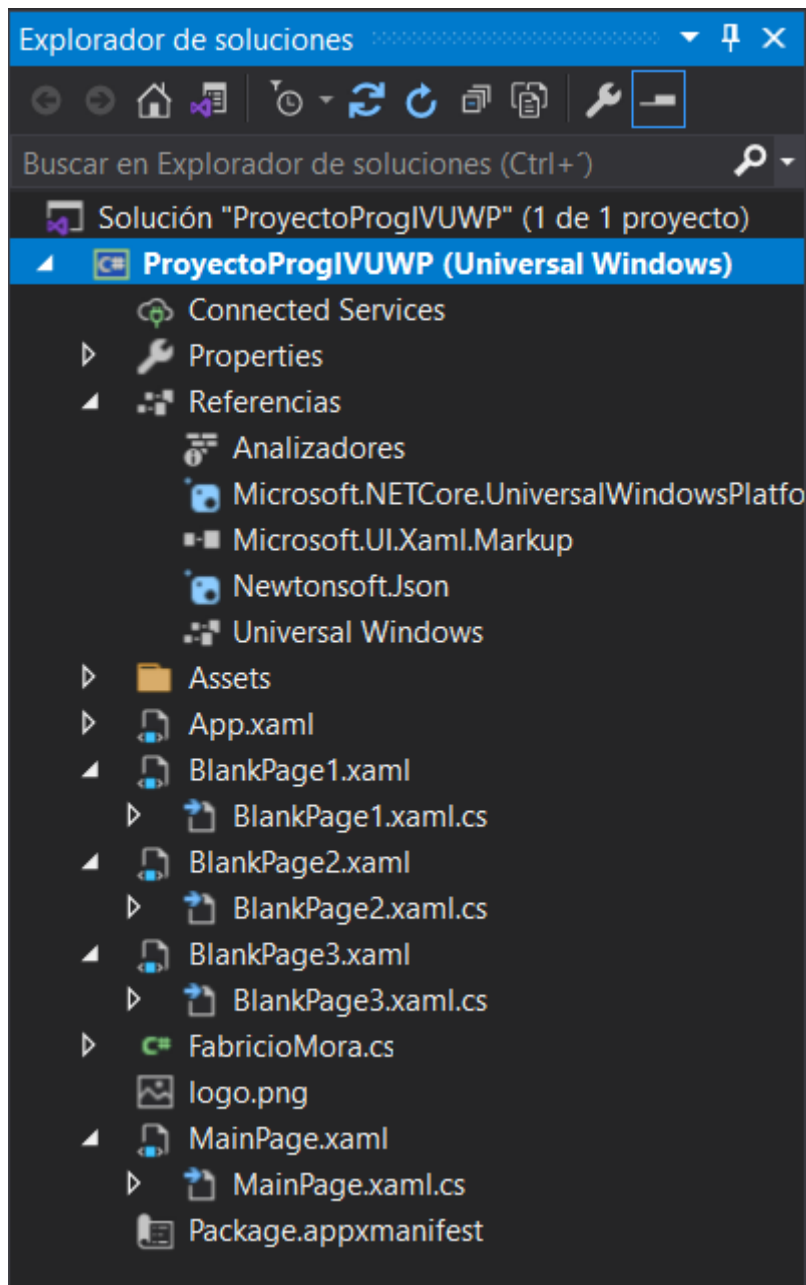 Explorador de soluciones
Buscar en Explorador de soluciones (Ctrl+´)
Solución "ProyectoProgIVUWP" (1 de 1 proyecto)
C# ProyectoProgIVUWP (Universal Windows)
Connected Services
Properties
Referencias
Analizadores
Microsoft.NETCore.UniversalWindowsPlatfo
Microsoft.UI.Xaml.Markup
Newtonsoft.Json
Universal Windows
Assets
App.xaml
BlankPage1.xaml
BlankPage1.xaml.cs
BlankPage2.xaml
BlankPage2.xaml.cs
BlankPage3.xaml
BlankPage3.xaml.cs
C# FabricioMora.cs
logo.png
MainPage.xaml
MainPage.xaml.cs
Package.appxmanifest